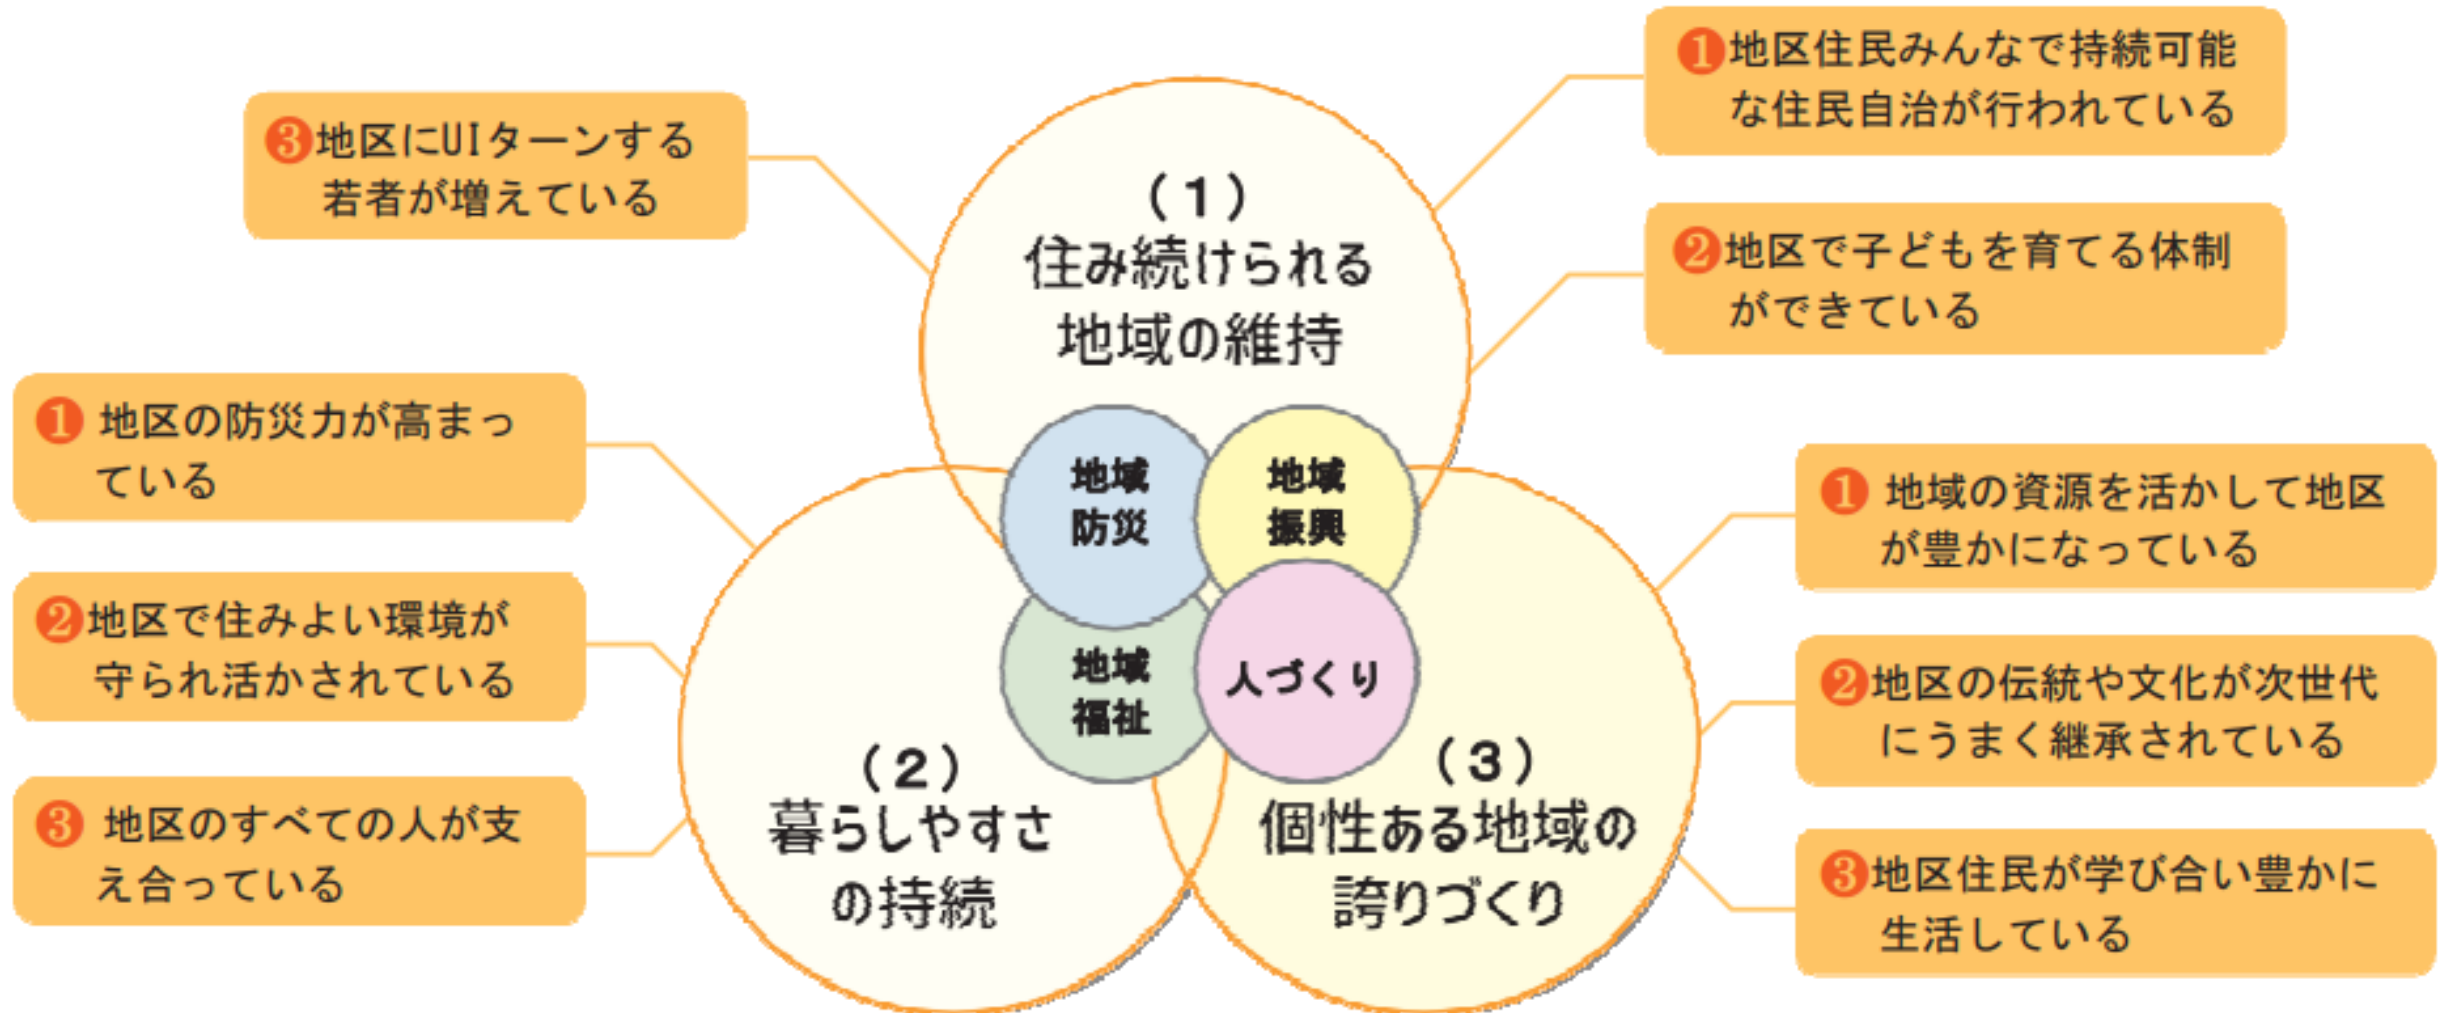 ❶地区住民みんなで持続可能
な住民自治が行われている
❷地区で子どもを育てる体制
ができている
❸地区にUIターンする
若者が増えている
（1）
住み続けられる
地域の維持
地域
防災
地域
振興
地域
福祉
人づくり
❶ 地区の防災力が高まっ
ている
❷地区で住みよい環境が
守られ活かされている
❸ 地区のすべての人が支
え合っている
（2）
暮らしやすさ
の持続
（3）
個性ある地域の
誇りづくり
❶ 地域の資源を活かして地区
が豊かになっている
❷地区の伝統や文化が次世代
にうまく継承されている
❸地区住民が学び合い豊かに
生活している